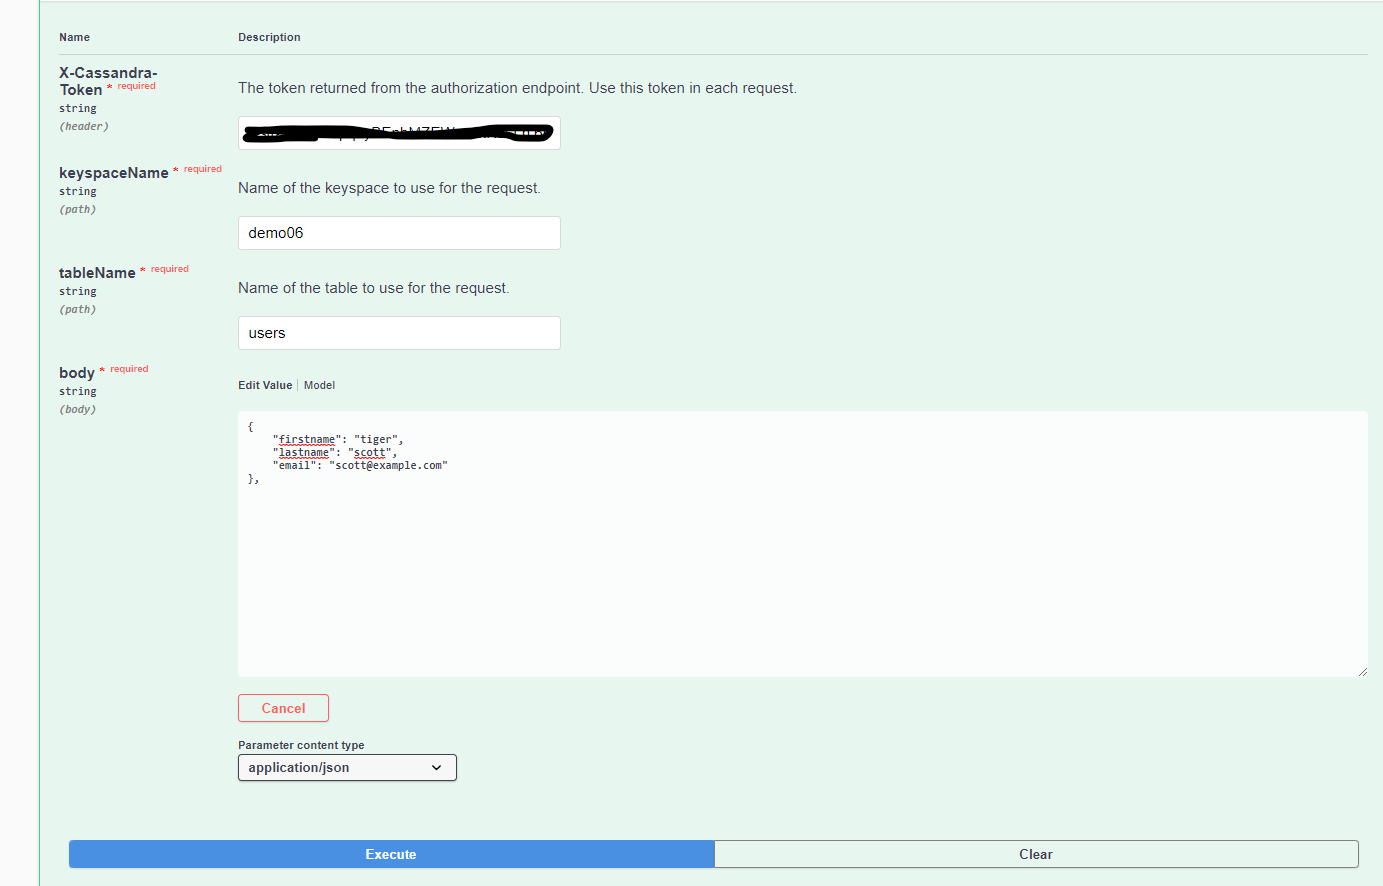 Name Description
X-Cassandra-
Token * required
string
(header)
The token returned from the authorization endpoint. Use this token in each request.
keyspaceName * required
string
(path)
Name of the keyspace to use for the request.
demo06
tableName * required
string
(path)
Name of the table to use for the request.
users
body * required
string
(body)
Edit Value | Model
{
"firstname": "tiger",
"lastname": "scott",
"email": "scott@example.com"
},
Cancel
Parameter content type
application/json
Execute Clear